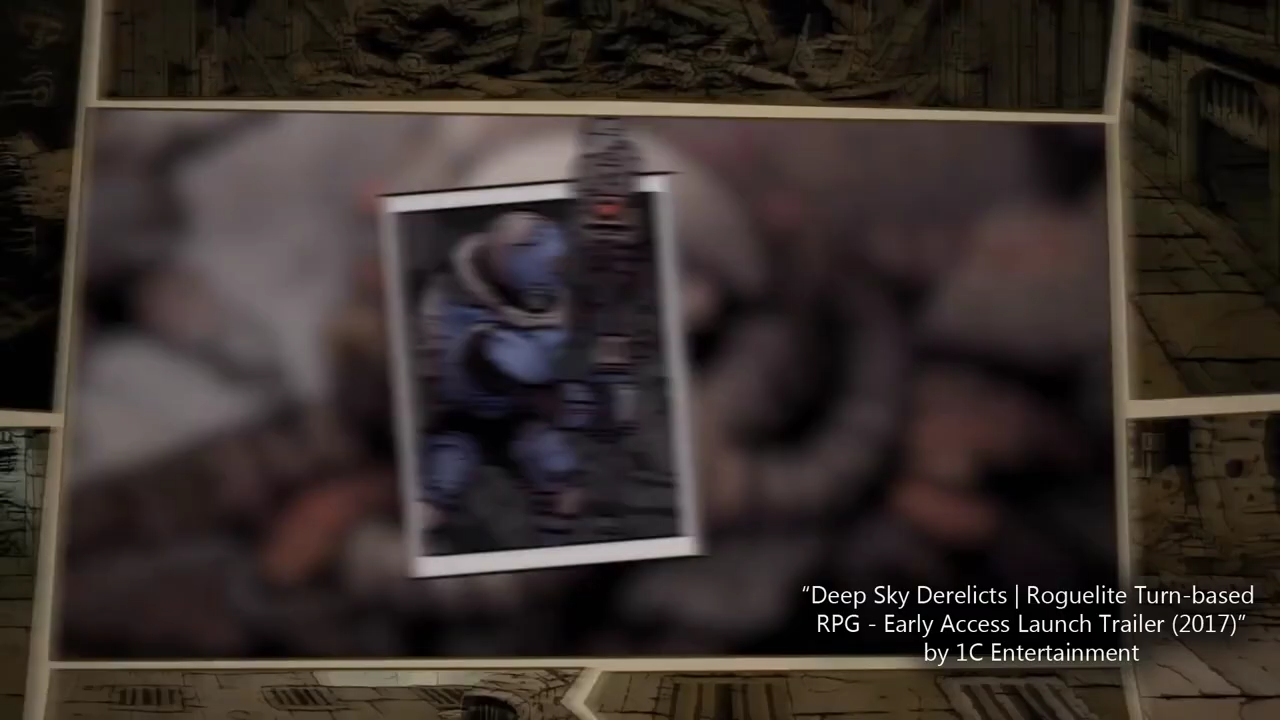 “Deep Sky Derelicts | Roguelite Turn-based
RPG - Early Access Launch Trailer (2017)”
by 1C Entertainment